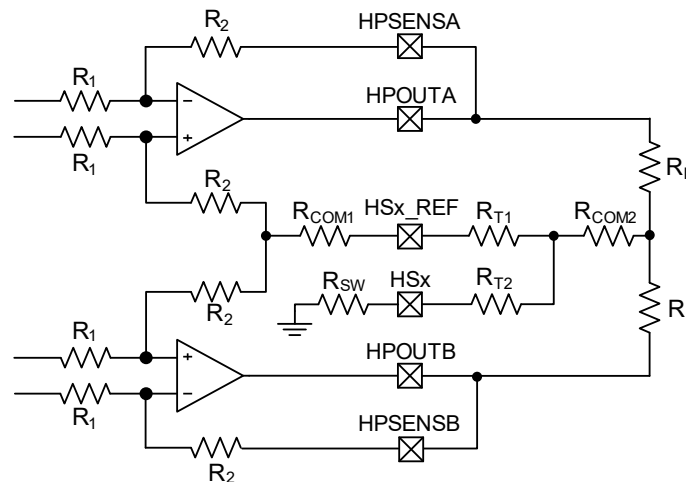 R2
HPSENSA
R1
−
HPOUTA
+
R1
R2
RCOM1
HSx_REF
RT1
RCOM2
RSW
HSx
RT2
R2
R1
+
HPOUTB
−
R1
HPSENSB
R2